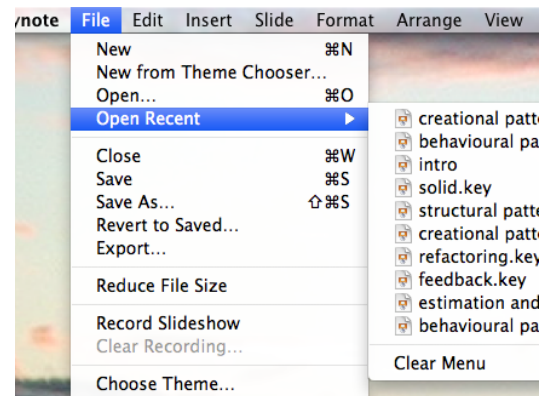 ynote File Edit Insert Slide Format Arrange View
New ⌘N
New from Theme Chooser...
Open... ⌘O
Open Recent ▶
Close ⌘W
Save ⌘S
Save As... ⇧⌘S
Revert to Saved...
Export...
Reduce File Size
Record Slideshow
Clear Recording...
Choose Theme...
creational patte
behavioural pa
intro
solid.key
structural patte
creational patte
refactoring.key
feedback.key
estimation and
behavioural pa
Clear Menu